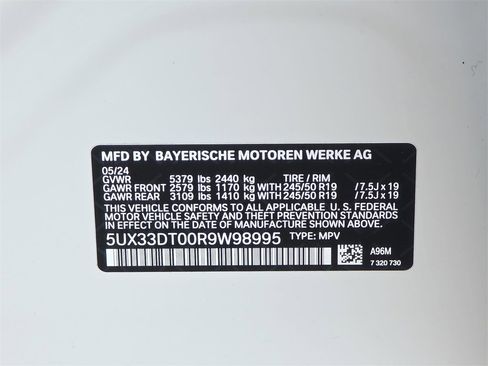 MFD BY BAYERISCHE MOTOREN WERKE AG
05/24
GVWR 5379 lbs 2440 kg TIRE / RIM
GAWR FRONT 2579 lbs 1170 kg WITH 245/50 R19 /7.5J x 19
GAWR REAR 3109 lbs 1410 kg WITH 245/50 R19 /7.5J x 19
THIS VEHICLE CONFORMS TO ALL APPLICABLE U. S. FEDERAL
MOTOR VEHICLE SAFETY AND THEFT PREVENTION STANDARDS
IN EFFECT ON THE DATE OF MANUFACTURE SHOWN ABOVE.
5UX33DT00R9W98995 TYPE: MPV
A96M
7 320 730